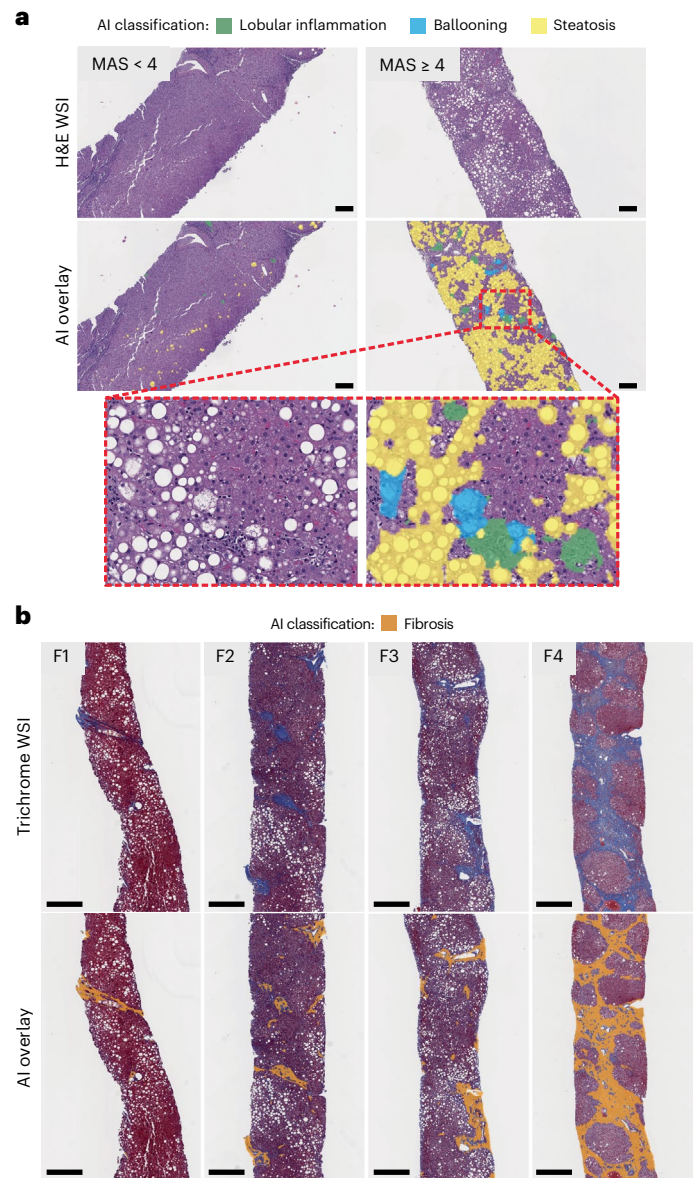 a
AI classification: Lobular inflammation Ballooning Steatosis
MAS < 4
MAS ≥ 4
H&E WSI
AI overlay
b
AI classification: Fibrosis
F1
F2
F3
F4
Trichrome WSI
AI overlay